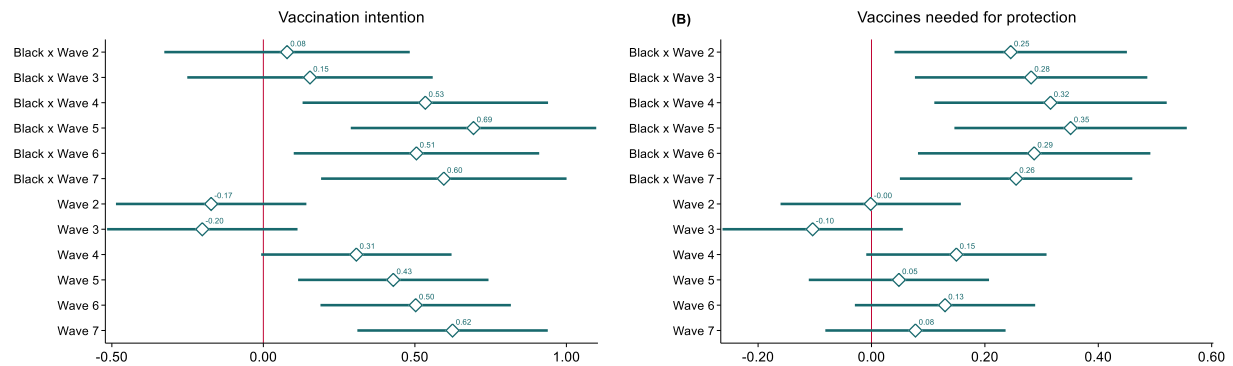 Vaccination intention
Black x Wave 2
0.08
Black x Wave 3
0.15
Black x Wave 4
0.53
Black x Wave 5
0.69
Black x Wave 6
0.51
Black x Wave 7
0.60
Wave 2
-0.17
Wave 3
-0.20
Wave 4
0.31
Wave 5
0.43
Wave 6
0.50
Wave 7
0.62
-0.50 0.00 0.50 1.00
(B) Vaccines needed for protection
Black x Wave 2
0.25
Black x Wave 3
0.28
Black x Wave 4
0.32
Black x Wave 5
0.35
Black x Wave 6
0.29
Black x Wave 7
0.26
Wave 2
-0.00
Wave 3
-0.10
Wave 4
0.15
Wave 5
0.05
Wave 6
0.13
Wave 7
0.08
-0.20 0.00 0.20 0.40 0.60